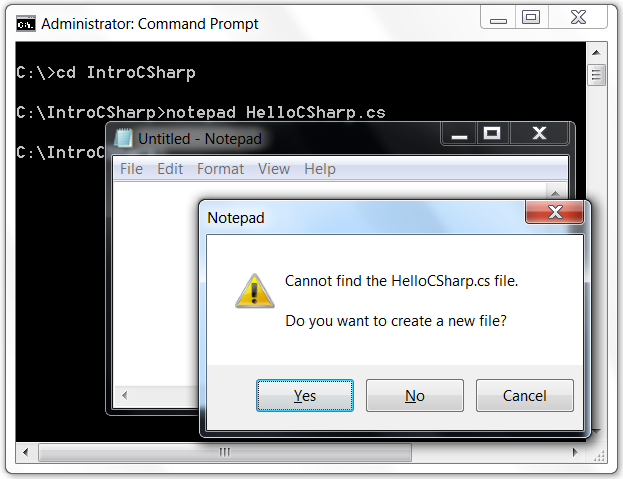 Administrator: Command Prompt
C:\>cd IntroCSharp
C:\IntroCSharp>notepad HelloCSharp.cs
Untitled - Notepad
C:\IntroC
File Edit Format View Help
Notepad
Cannot find the HelloCSharp.cs file.
Do you want to create a new file?
Yes No Cancel